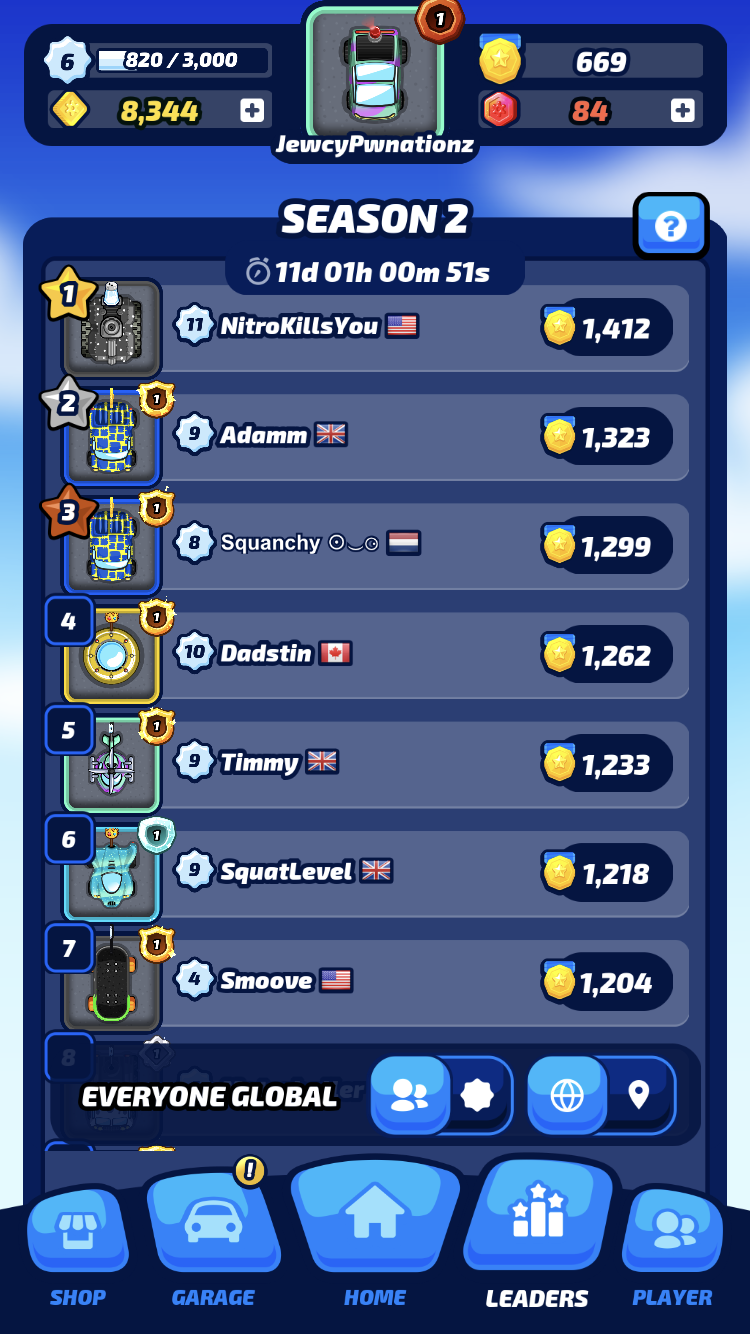 1
6 820 / 3,000 669
8,344 + 84 +
JewcyPwnationz
SEASON 2
?
11d 01h 00m 51s
1 11 NitroKillsYou 1,412
2 1 9 Adamm 1,323
3 1 8 Squanchy ʘ‿ʘ 1,299
4 1 10 Dadstin 1,262
5 1 9 Timmy 1,233
6 1 9 SquatLevel 1,218
7 1 4 Smoove 1,204
8
EVERYONE GLOBAL
!
SHOP GARAGE HOME LEADERS PLAYER